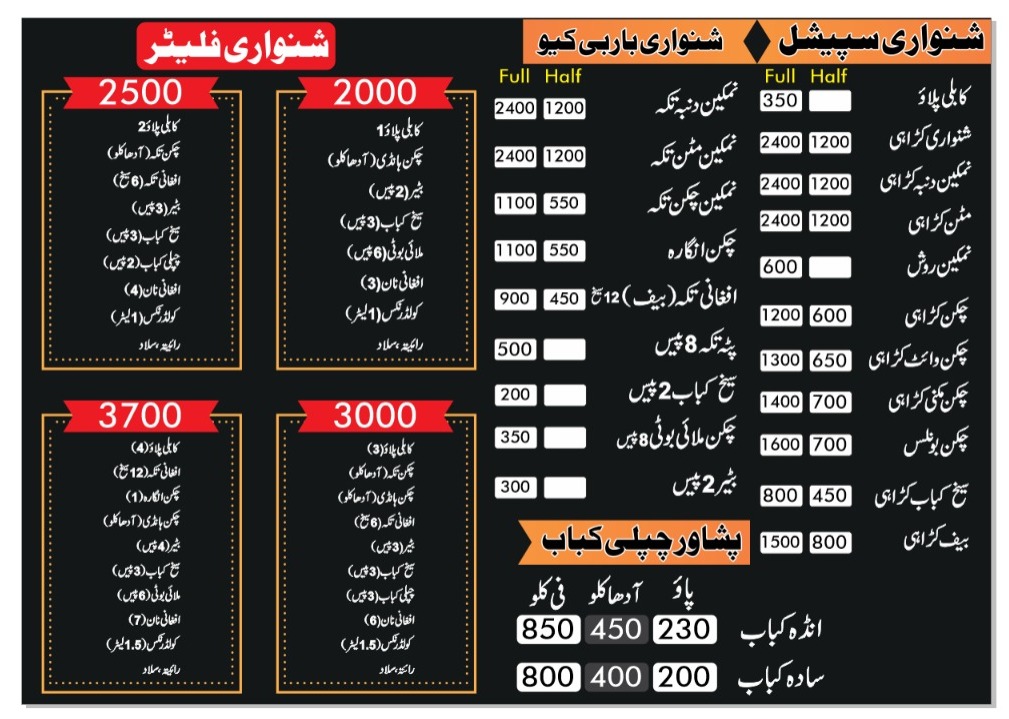 شنواری سپیشل
Full Half
کابلی پلاؤ 350
شنواری کڑاہی 2400 1200
نمکین دنبہ کڑاہی 2400 1200
مٹن کڑاہی 2400 1200
نمکین روش 600
چکن کڑاہی 1200 600
چکن وائٹ کڑاہی 1300 650
چکن مکنی کڑاہی 1400 700
چکن بونلس 1600 700
سیخ کباب کڑاہی 800 450
بیف کڑاہی 1500 800
شنواری باربی کیو
Full Half
نمکین دنبہ تکہ 2400 1200
نمکین مٹن تکہ 2400 1200
نمکین چکن تکہ 1100 550
چکن انگارہ 1100 550
افغانی تکہ (بیف) 12 سیخ 900 450
پٹہ تکہ 8 پیس 500
سیخ کباب 2 پیس 200
چکن ملائی بوٹی 8 پیس 350
بٹیر 2 پیس 300
پشاور چپلی کباب
پاؤ آدھا کلو فی کلو
انڈہ کباب 230 450 850
سادہ کباب 200 400 800
شنواری فلیٹر
2000
کابلی پلاؤ 1
چکن ہانڈی (آدھا کلو)
بٹیر (2 پیس)
سیخ کباب (3 پیس)
ملائی بوٹی (6 پیس)
افغانی نان (3)
کولڈرنکس (1 لیٹر)
رائیتہ، سلاد
2500
کابلی پلاؤ 2
چکن تکہ (آدھا کلو)
افغانی تکہ (6 سیخ)
بٹیر (3 پیس)
سیخ کباب (3 پیس)
چپلی کباب (2 پیس)
افغانی نان (4)
کولڈرنکس (1 لیٹر)
رائیتہ، سلاد
3000
کابلی پلاؤ (3)
چکن تکہ (آدھا کلو)
چکن ہانڈی (آدھا کلو)
افغانی تکہ (6 سیخ)
بٹیر (3 پیس)
سیخ کباب (3 پیس)
چپلی کباب (3 پیس)
افغانی نان (6)
کولڈرنکس (1.5 لیٹر)
رائتہ، سلاد
3700
کابلی پلاؤ (4)
افغانی تکہ (12 سیخ)
چکن انگارہ (1)
چکن ہانڈی (آدھا کلو)
بٹیر (4 پیس)
سیخ کباب (3 پیس)
ملائی بوٹی (6 پیس)
افغانی نان (7)
کولڈرنکس (1.5 لیٹر)
رائیتہ، سلاد